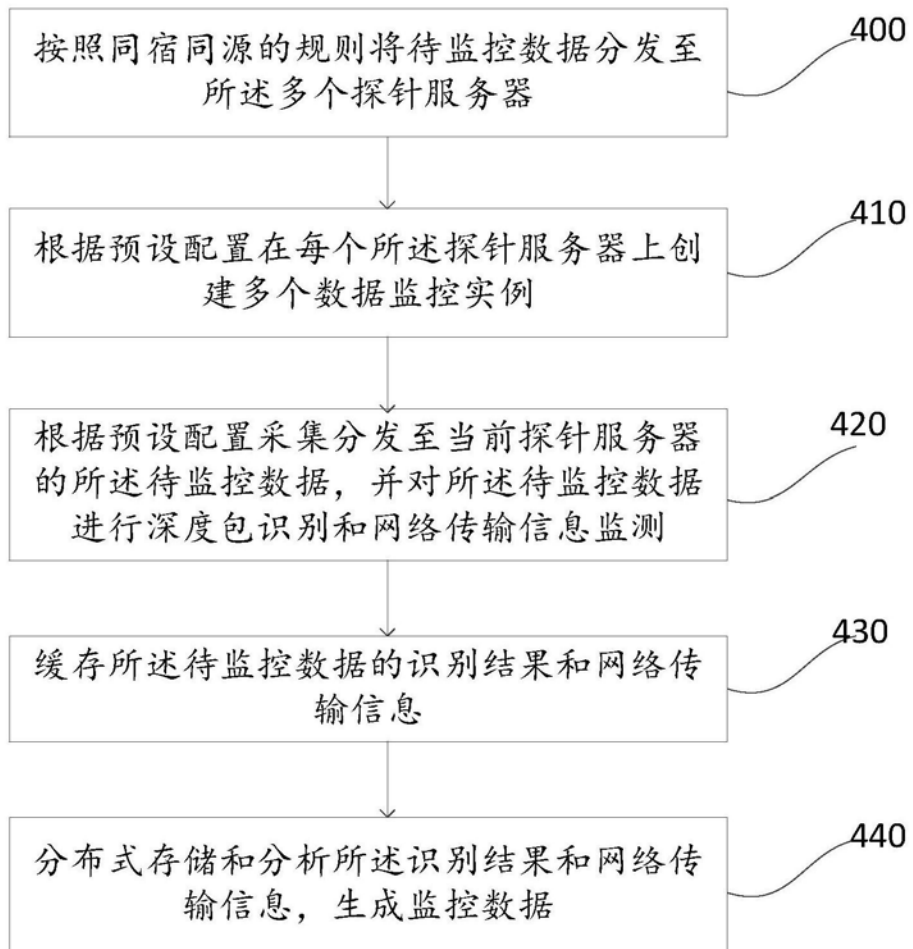 按照同宿同源的规则将待监控数据分发至
所述多个探针服务器
400
根据预设配置在每个所述探针服务器上创
建多个数据监控实例
410
根据预设配置采集分发至当前探针服务器
的所述待监控数据，并对所述待监控数据
进行深度包识别和网络传输信息监测
420
缓存所述待监控数据的识别结果和网络传
输信息
430
分布式存储和分析所述识别结果和网络传
输信息，生成监控数据
440